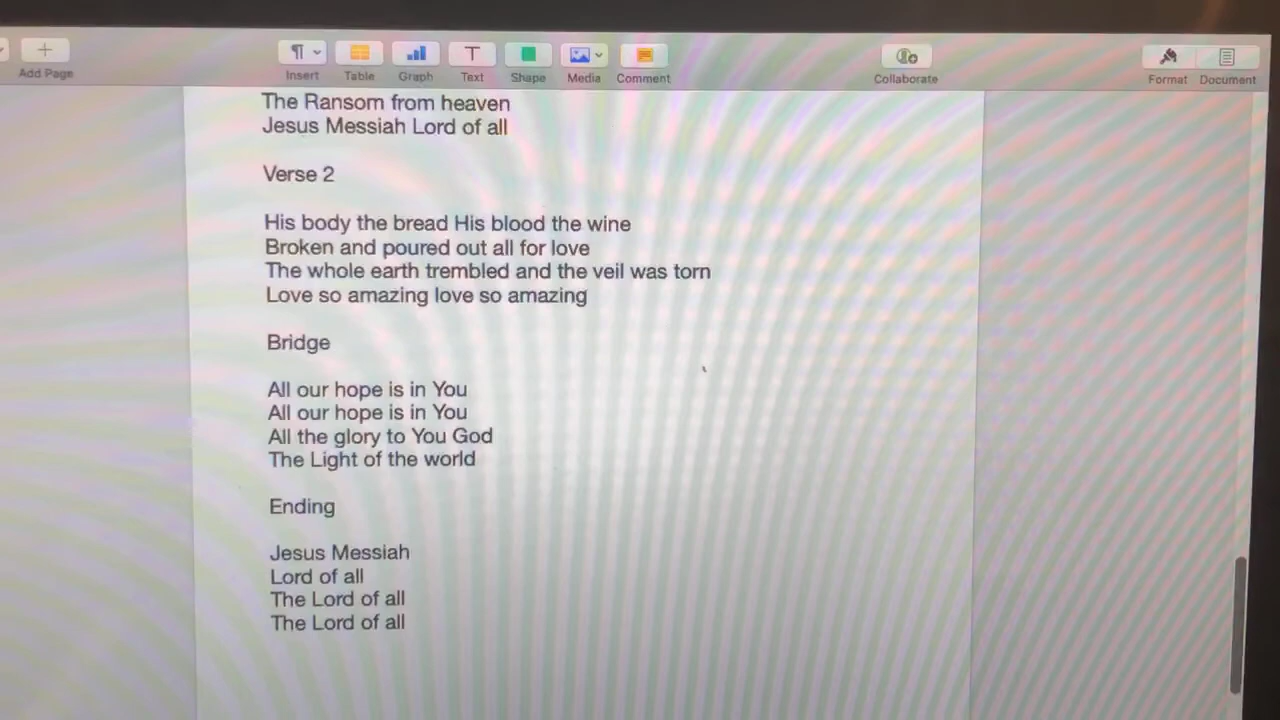 Add Page
Insert
Table
Graph
Text
Shape
Media
Comment
Collaborate
Format
Document
The Ransom from heaven
Jesus Messiah Lord of all
Verse 2
His body the bread His blood the wine
Broken and poured out all for love
The whole earth trembled and the veil was torn
Love so amazing love so amazing
Bridge
All our hope is in You
All our hope is in You
All the glory to You God
The Light of the world
Ending
Jesus Messiah
Lord of all
The Lord of all
The Lord of all